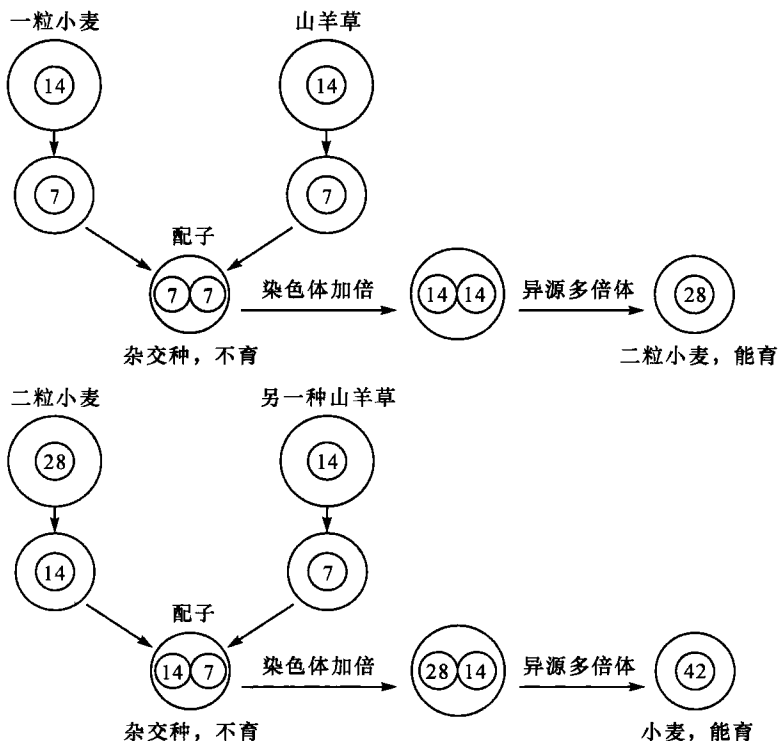 一粒小麦 山羊草
14 14
7 7
配子
7 7 染色体加倍 14 14 异源多倍体 28
杂交种，不育 二粒小麦，能育
二粒小麦 另一种山羊草
28 14
14 7
配子
14 7 染色体加倍 28 14 异源多倍体 42
杂交种，不育 小麦，能育